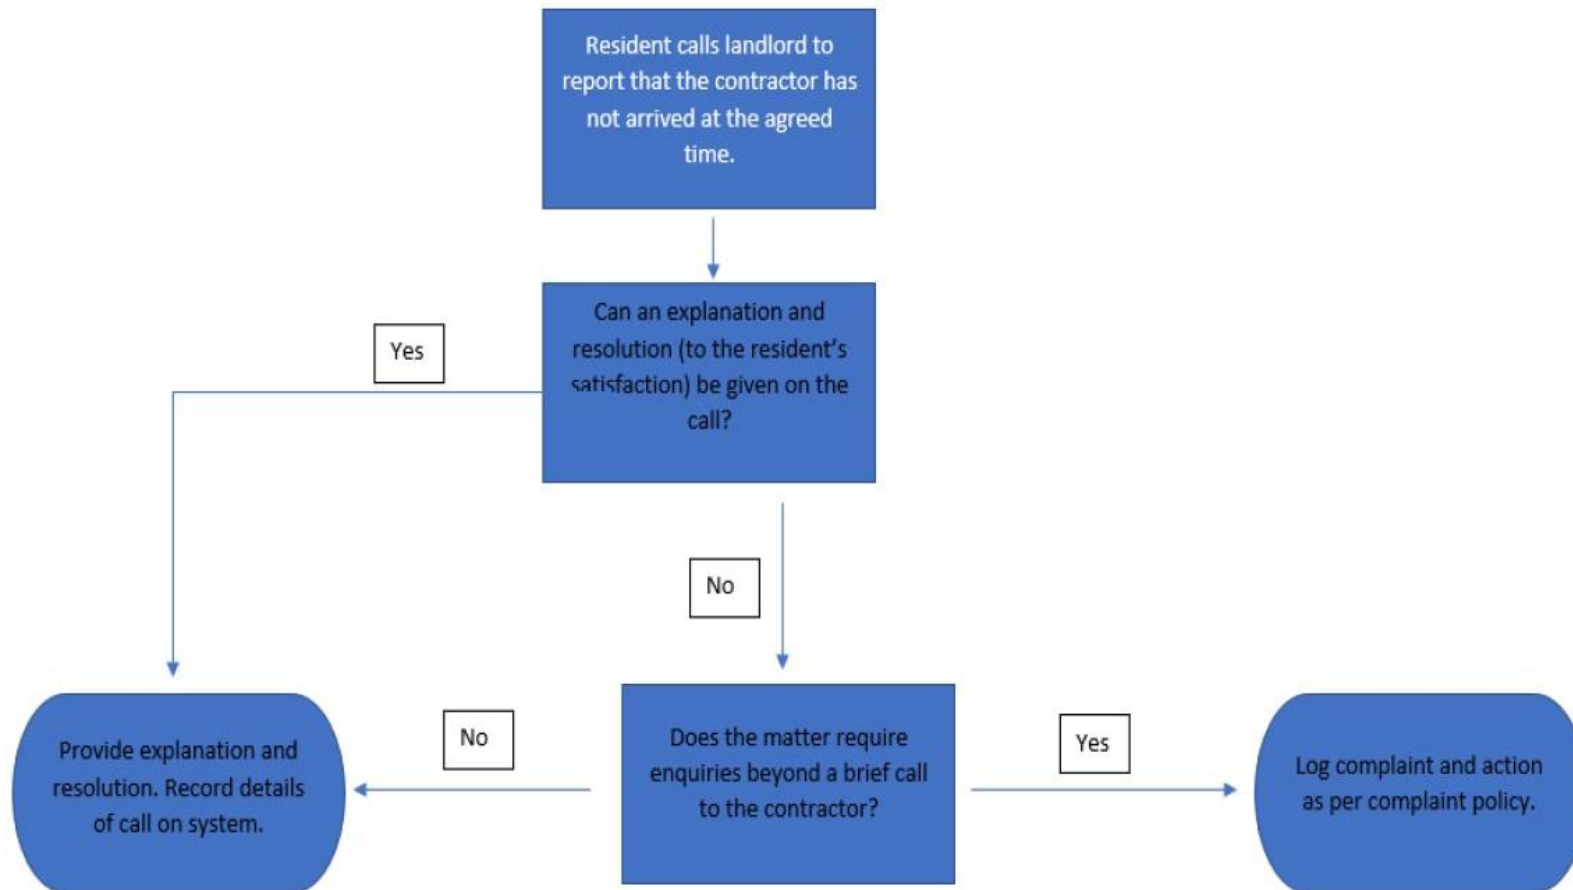 Resident calls landlord to
report that the contractor has
not arrived at the agreed
time.
Can an explanation and
resolution (to the resident's
satisfaction) be given on the
call?
Yes
No
Does the matter require
enquiries beyond a brief call
to the contractor?
No
Provide explanation and
resolution. Record details
of call on system.
Yes
Log complaint and action
as per complaint policy.